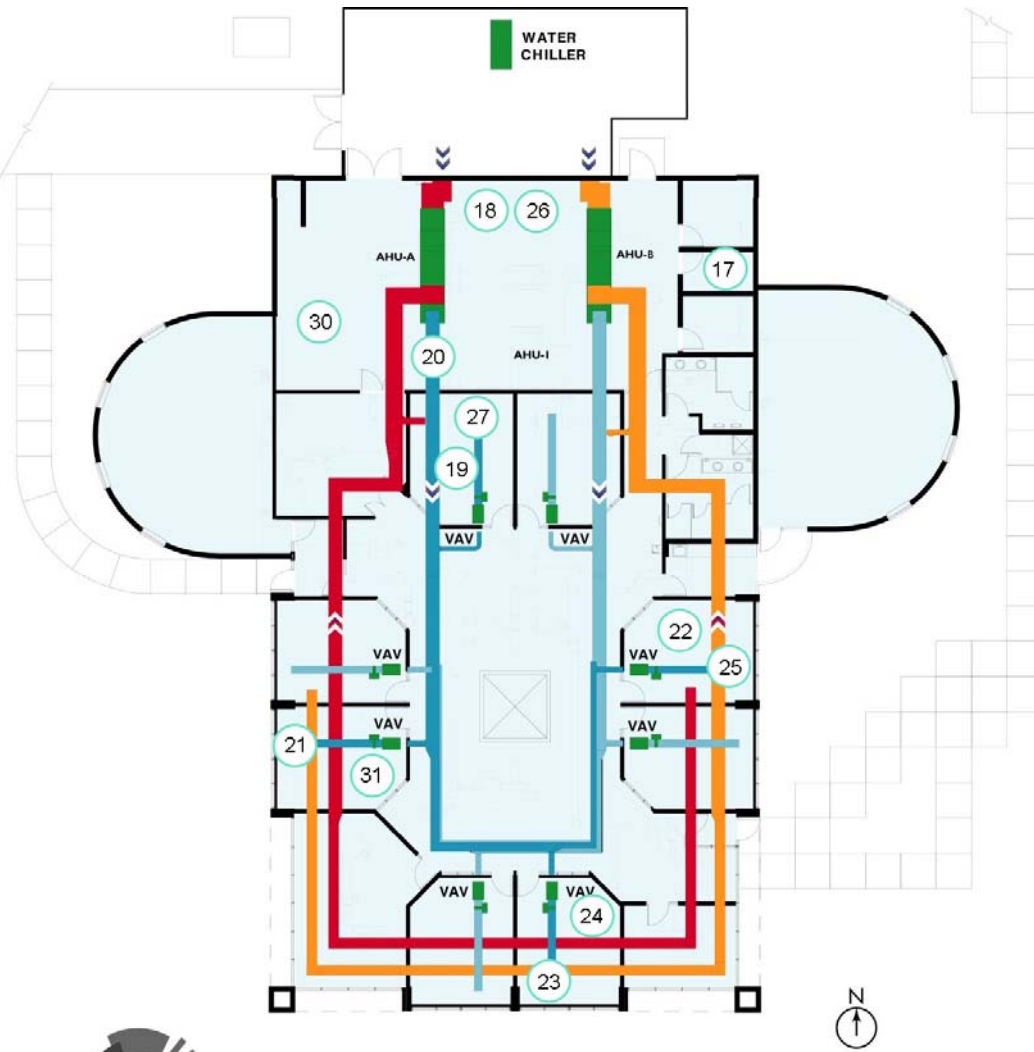 WATER
CHILLER
18
26
AHU-A
AHU-B
17
30
20
AHU-1
27
19
VAV
VAV
22
VAV
VAV
25
VAV
VAV
21
31
VAV
VAV
24
23
N